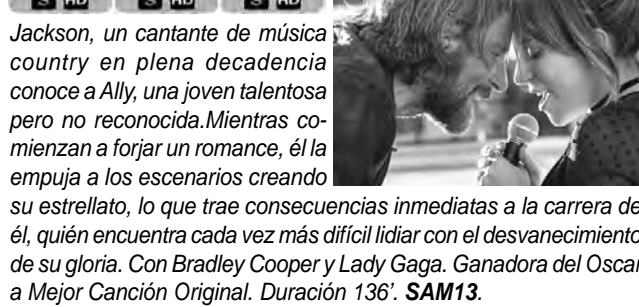 S HD S HD S HD
Jackson, un cantante de música
country en plena decadencia
conoce a Ally, una joven talentosa
pero no reconocida.Mientras co-
mienzan a forjar un romance, él la
empuja a los escenarios creando
su estrellato, lo que trae consecuencias inmediatas a la carrera de
él, quién encuentra cada vez más difícil lidiar con el desvanecimiento
de su gloria. Con Bradley Cooper y Lady Gaga. Ganadora del Oscar
a Mejor Canción Original. Duración 136’. SAM13.